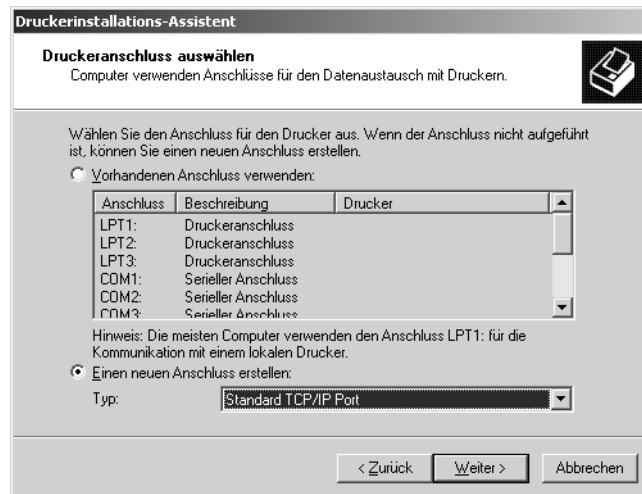 Druckerinstallations-Assistent
Druckeranschluss auswählen
Computer verwenden Anschlüsse für den Datenaustausch mit Druckern.
Wählen Sie den Anschluss für den Drucker aus. Wenn der Anschluss nicht aufgeführt
ist, können Sie einen neuen Anschluss erstellen.
Vorhandenen Anschluss verwenden:
Anschluss Beschreibung Drucker
LPT1: Druckeranschluss
LPT2: Druckeranschluss
LPT3: Druckeranschluss
COM1: Serieller Anschluss
COM2: Serieller Anschluss
COM3: Serieller Anschluss
Hinweis: Die meisten Computer verwenden den Anschluss LPT1: für die
Kommunikation mit einem lokalen Drucker.
Einen neuen Anschluss erstellen:
Typ: Standard TCP/IP Port
< Zurück Weiter > Abbrechen